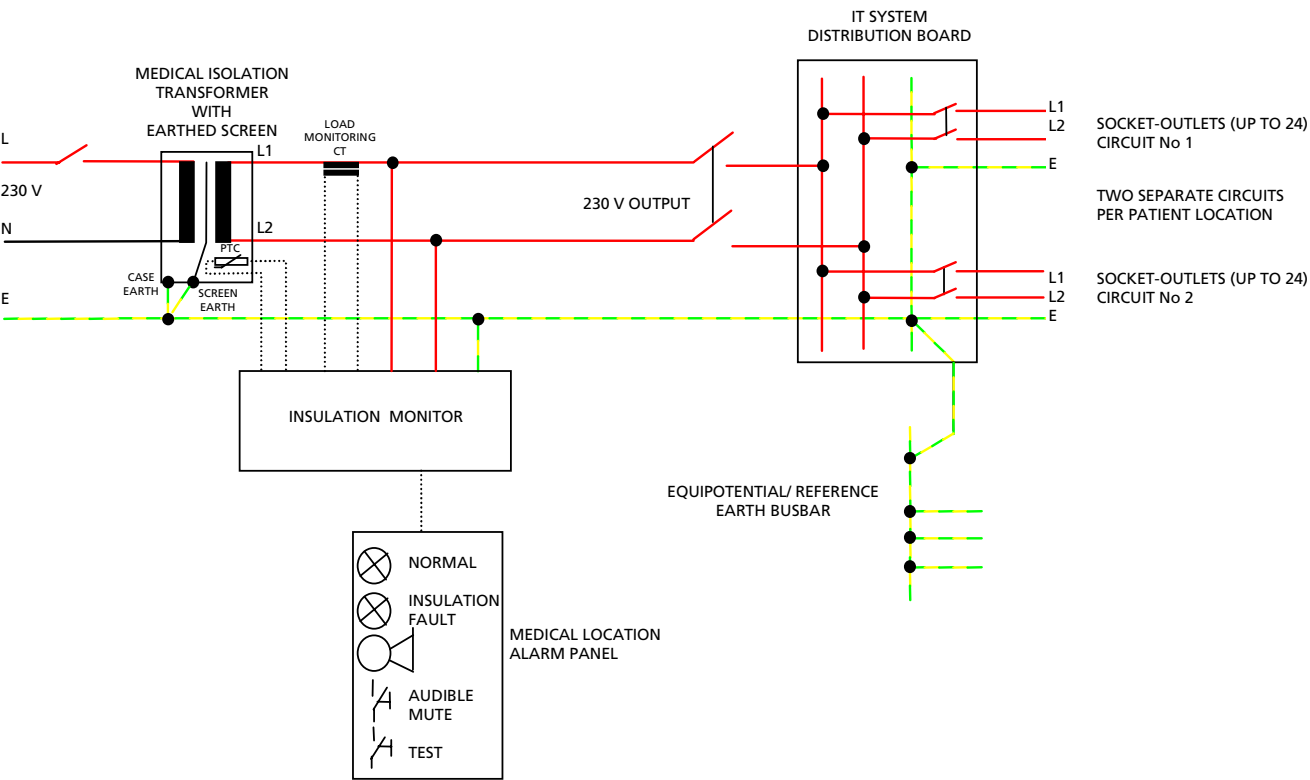 IT SYSTEM
DISTRIBUTION BOARD
MEDICAL ISOLATION
TRANSFORMER
WITH
EARTHED SCREEN
LOAD
MONITORING
CT
L
L1
230 V
N
L2
PTC
CASE
EARTH
SCREEN
EARTH
E
230 V OUTPUT
L1
L2
E
SOCKET-OUTLETS (UP TO 24)
CIRCUIT No 1
TWO SEPARATE CIRCUITS
PER PATIENT LOCATION
L1
L2
E
SOCKET-OUTLETS (UP TO 24)
CIRCUIT No 2
INSULATION MONITOR
EQUIPOTENTIAL/ REFERENCE
EARTH BUSBAR
NORMAL
INSULATION
FAULT
AUDIBLE
MUTE
TEST
MEDICAL LOCATION
ALARM PANEL